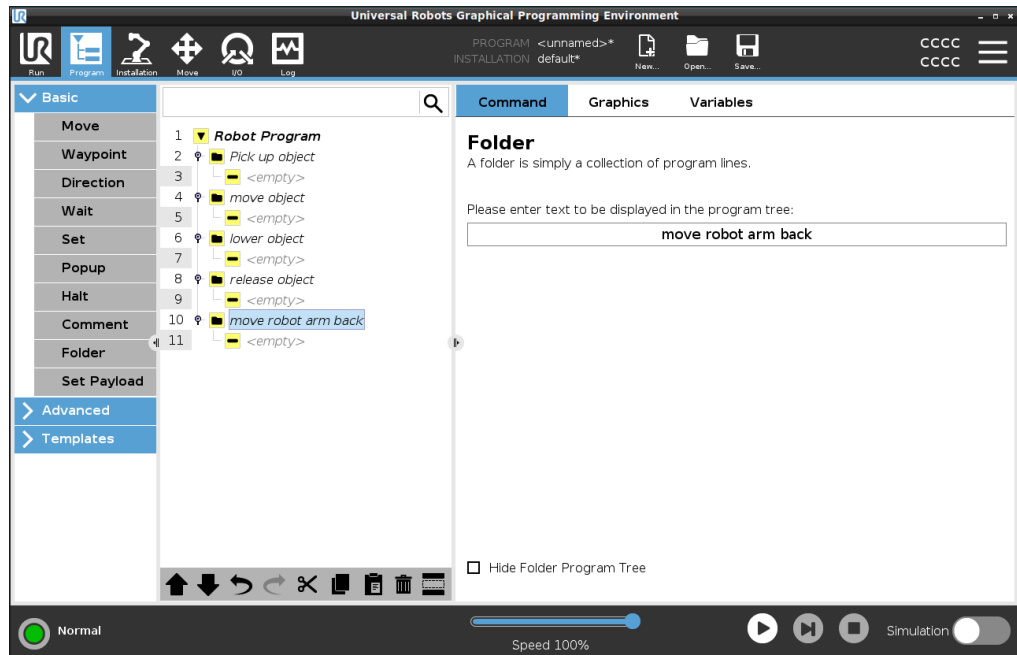 Universal Robots Graphical Programming Environment
UR
Run
Program
Installation
Move
I/O
Log
PROGRAM <unnamed>*
INSTALLATION default*
New...
Open...
Save...
cccc
cccc
Basic
Move
Waypoint
Direction
Wait
Set
Popup
Halt
Comment
Folder
Set Payload
Advanced
Templates
1 Robot Program
2 Pick up object
3 <empty>
4 move object
5 <empty>
6 lower object
7 <empty>
8 release object
9 <empty>
10 move robot arm back
11 <empty>
Command Graphics Variables
Folder
A folder is simply a collection of program lines.
Please enter text to be displayed in the program tree:
move robot arm back
Hide Folder Program Tree
Normal
Speed 100%
Simulation